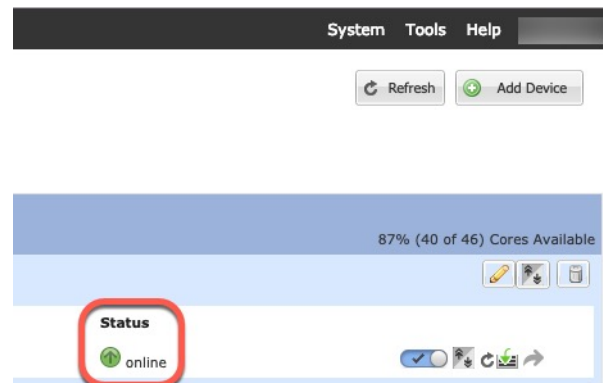 System Tools Help
Refresh Add Device
87% (40 of 46) Cores Available
Status
online